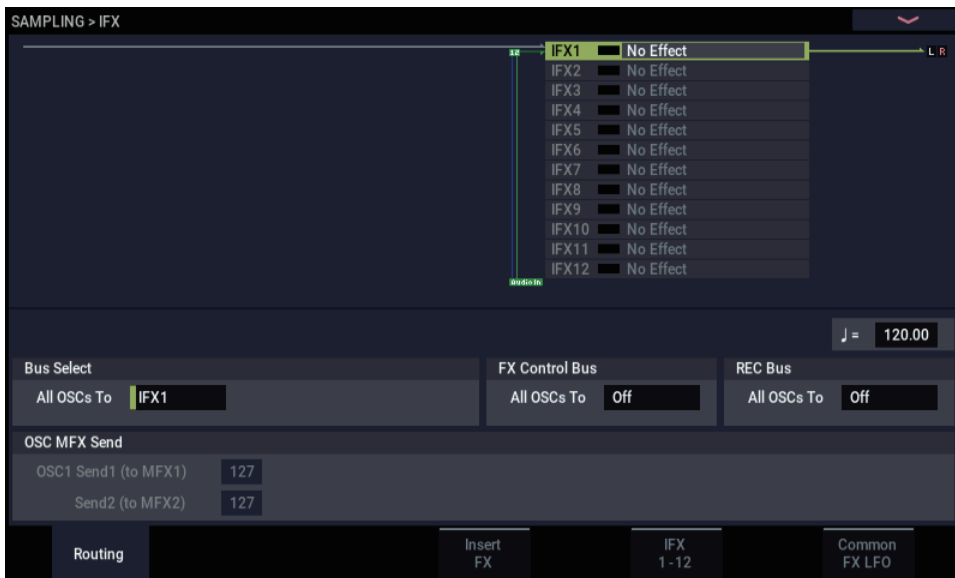 SAMPLING > IFX
12 IFX1 No Effect L R
IFX2 No Effect
IFX3 No Effect
IFX4 No Effect
IFX5 No Effect
IFX6 No Effect
IFX7 No Effect
IFX8 No Effect
IFX9 No Effect
IFX10 No Effect
IFX11 No Effect
IFX12 No Effect
Audio In
♩ = 120.00
Bus Select
All OSCs To IFX1
FX Control Bus
All OSCs To Off
REC Bus
All OSCs To Off
OSC MFX Send
OSC1 Send1 (to MFX1) 127
Send2 (to MFX2) 127
Routing
Insert
FX
IFX
1-12
Common
FX LFO